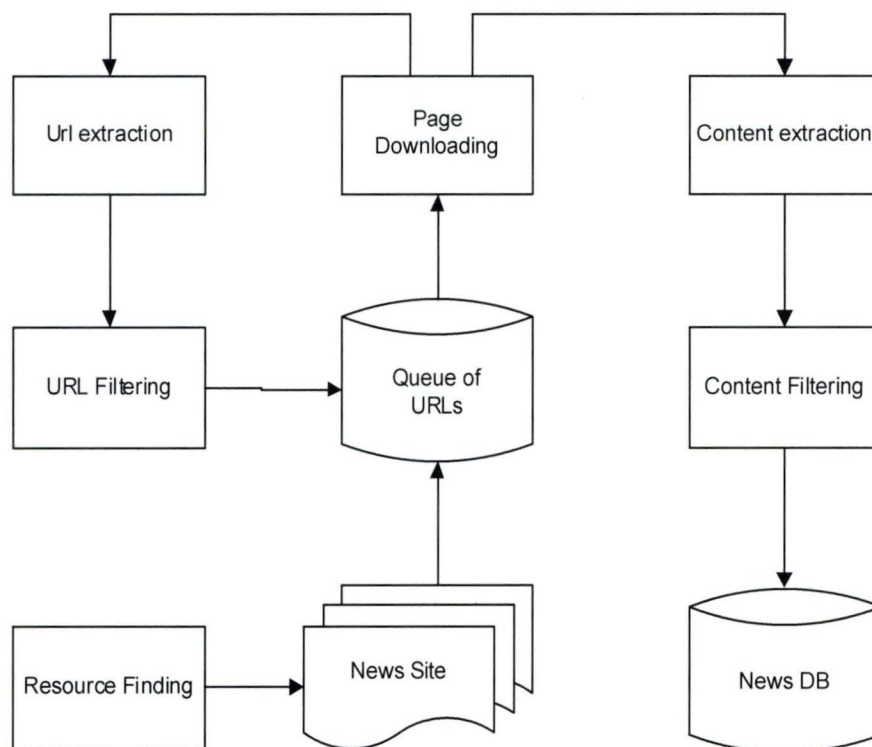 Url extraction
Page
Downloading
Content extraction
URL Filtering
Queue of
URLs
Content Filtering
Resource Finding
News Site
News DB